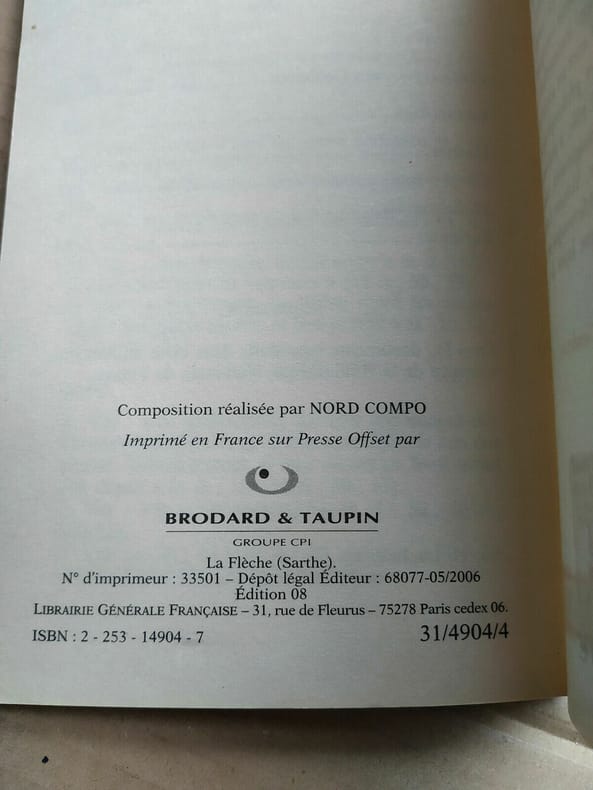 Composition réalisée par NORD COMPO
Imprimé en France sur Presse Offset par
BRODARD & TAUPIN
GROUPE CPI
La Flèche (Sarthe).
N° d'imprimeur : 33501 – Dépôt légal Éditeur : 68077-05/2006
Édition 08
LIBRAIRIE GÉNÉRALE FRANÇAISE – 31, rue de Fleurus – 75278 Paris cedex 06.
ISBN : 2 - 253 - 14904 - 7 31/4904/4